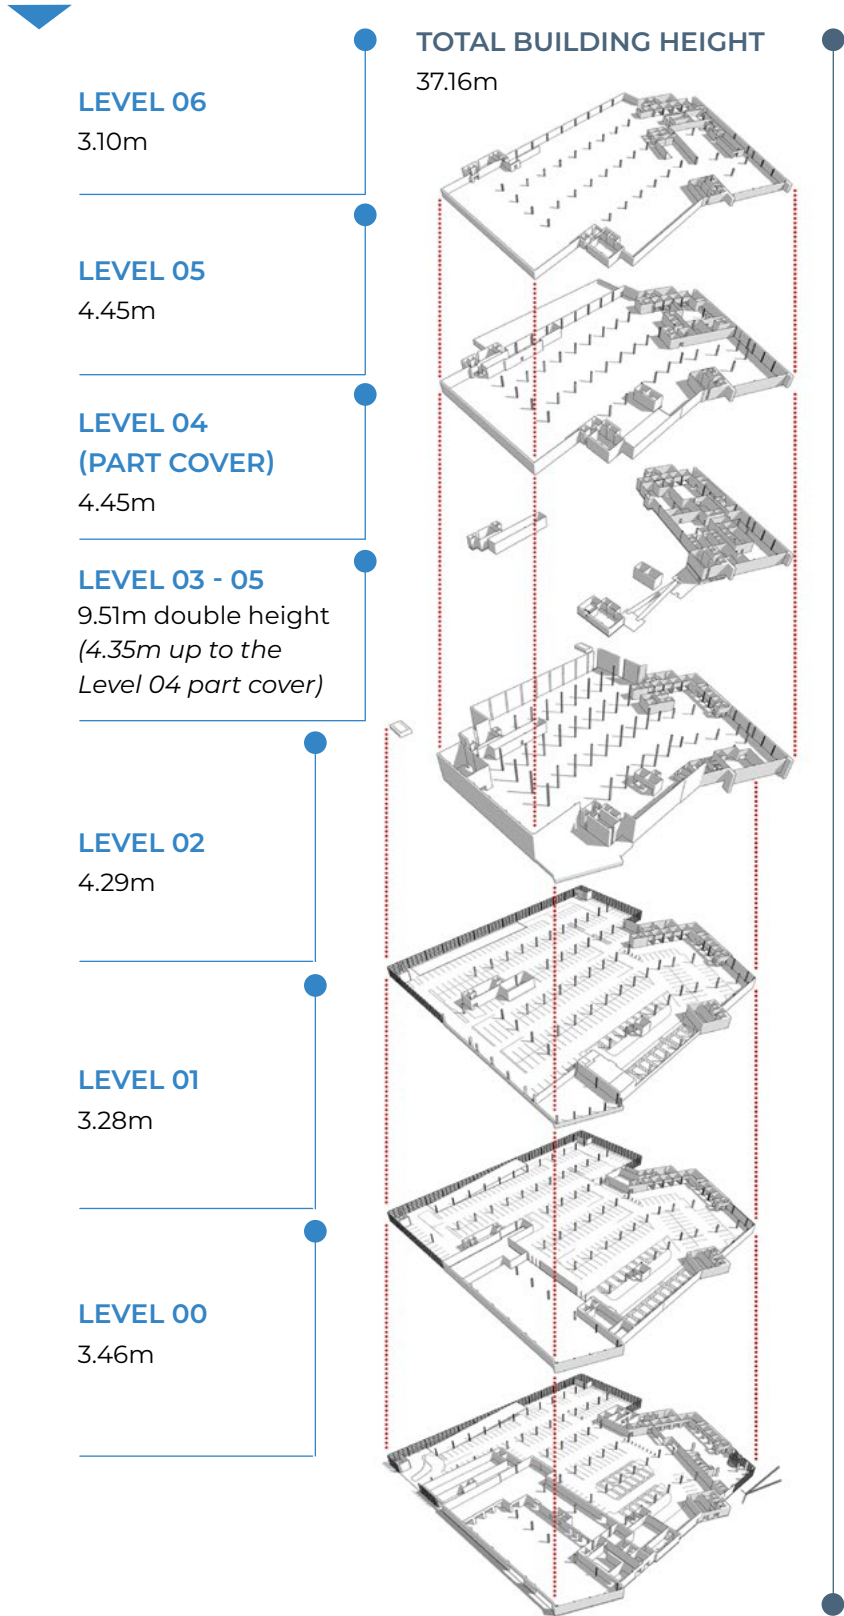 TOTAL BUILDING HEIGHT
37.16m
LEVEL 06
3.10m
LEVEL 05
4.45m
LEVEL 04
(PART COVER)
4.45m
LEVEL 03 - 05
9.51m double height
(4.35m up to the
Level 04 part cover)
LEVEL 02
4.29m
LEVEL 01
3.28m
LEVEL 00
3.46m